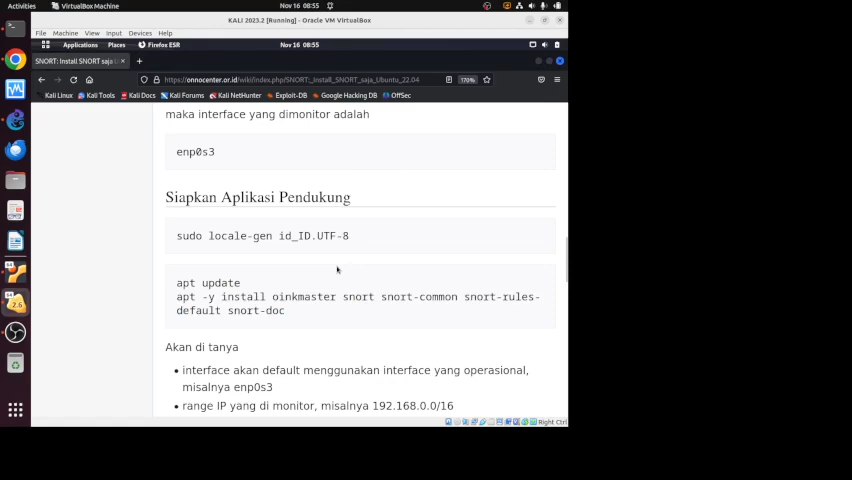 Activities
VirtualBox Machine
Nov 16 08:55
KALI 2023.2 [Running] - Oracle VM VirtualBox
File Machine View Input Devices Help
Applications Places Firefox ESR Nov 16 08:55
SNORT: Install SNORT saja U
https://onnocenter.or.id/wiki/index.php/SNORT:_Install_SNORT_saja_Ubuntu_22.04
170%
Kali Linux Kali Tools Kali Docs Kali Forums Kali NetHunter Exploit-DB Google Hacking DB OffSec
maka interface yang dimonitor adalah
enp0s3
Siapkan Aplikasi Pendukung
sudo locale-gen id_ID.UTF-8
apt update
apt -y install oinkmaster snort snort-common snort-rules-
default snort-doc
Akan di tanya
• interface akan default menggunakan interface yang operasional,
misalnya enp0s3
• range IP yang di monitor, misalnya 192.168.0.0/16
Right Ctrl